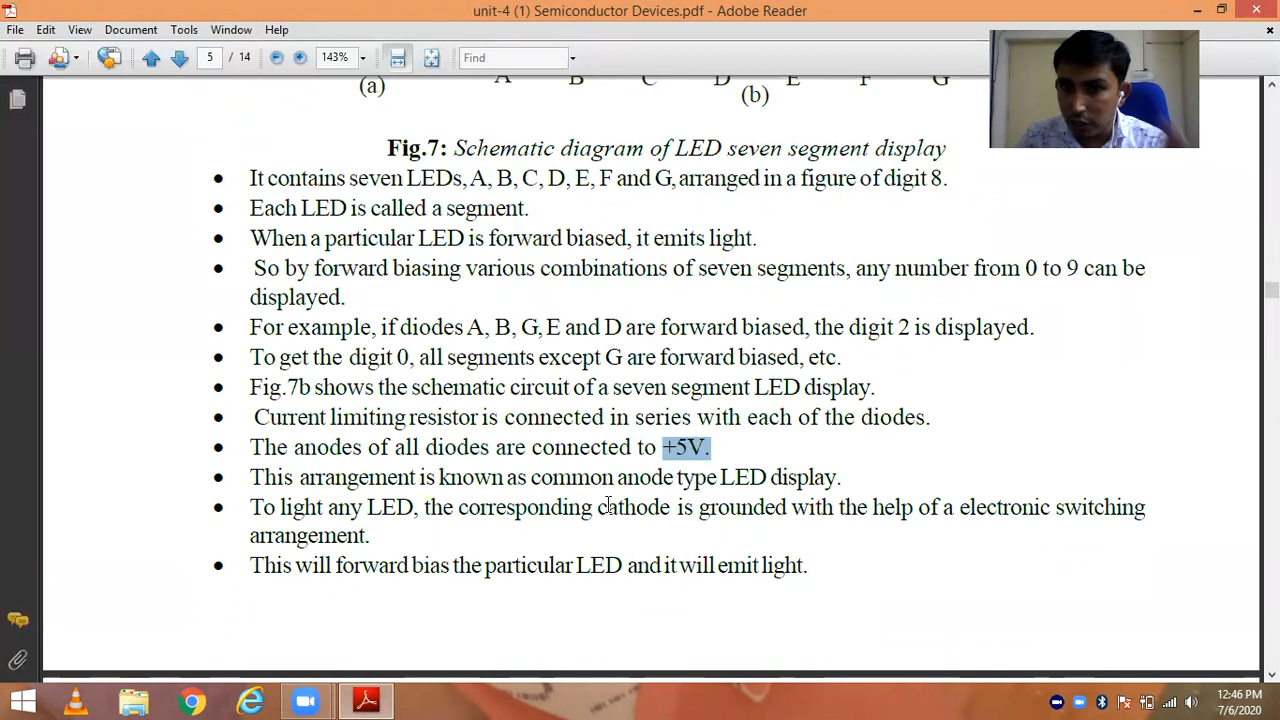 unit-4 (1) Semiconductor Devices.pdf - Adobe Reader
File Edit View Document Tools Window Help
5 / 14 143% Find
(a) A B C D E F G
(b)
Fig.7: Schematic diagram of LED seven segment display
• It contains seven LEDs, A, B, C, D, E, F and G, arranged in a figure of digit 8.
• Each LED is called a segment.
• When a particular LED is forward biased, it emits light.
• So by forward biasing various combinations of seven segments, any number from 0 to 9 can be
displayed.
• For example, if diodes A, B, G, E and D are forward biased, the digit 2 is displayed.
• To get the digit 0, all segments except G are forward biased, etc.
• Fig.7b shows the schematic circuit of a seven segment LED display.
• Current limiting resistor is connected in series with each of the diodes.
• The anodes of all diodes are connected to +5V.
• This arrangement is known as common anode type LED display.
• To light any LED, the corresponding cathode is grounded with the help of a electronic switching
arrangement.
• This will forward bias the particular LED and it will emit light.
12:46 PM
7/6/2020